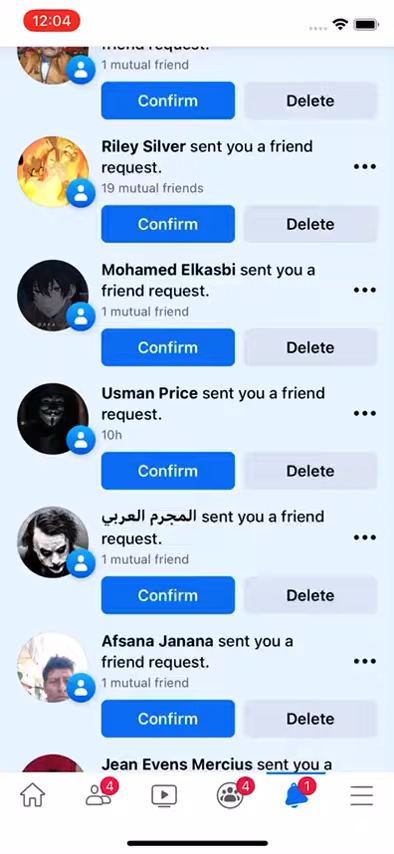 12:04
friend request.
1 mutual friend
Confirm Delete
Riley Silver sent you a friend
request.
19 mutual friends
Confirm Delete
Mohamed Elkasbi sent you a
friend request.
1 mutual friend
Confirm Delete
Usman Price sent you a friend
request.
10h
Confirm Delete
المجرم العربي sent you a friend
request.
1 mutual friend
Confirm Delete
Afsana Janana sent you a
friend request.
1 mutual friend
Confirm Delete
Jean Evens Mercius sent you a
4 4 1